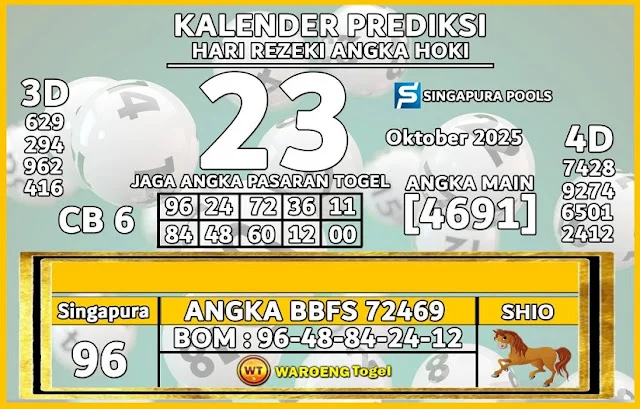 KALENDER PREDIKSI
HARI REZEKI ANGKA HOKI
3D
629
294
962
416
CB 6
23
JAGA ANGKA PASARAN TOGEL
96 24 72 36 11
84 48 60 12 00
S SINGAPURA POOLS
Oktober 2025
ANGKA MAIN
[4691]
4D
7428
9274
6501
2412
Singapura
96
ANGKA BBFS 72469
BOM : 96-48-84-24-12
WT WAROENG Togel
SHIO